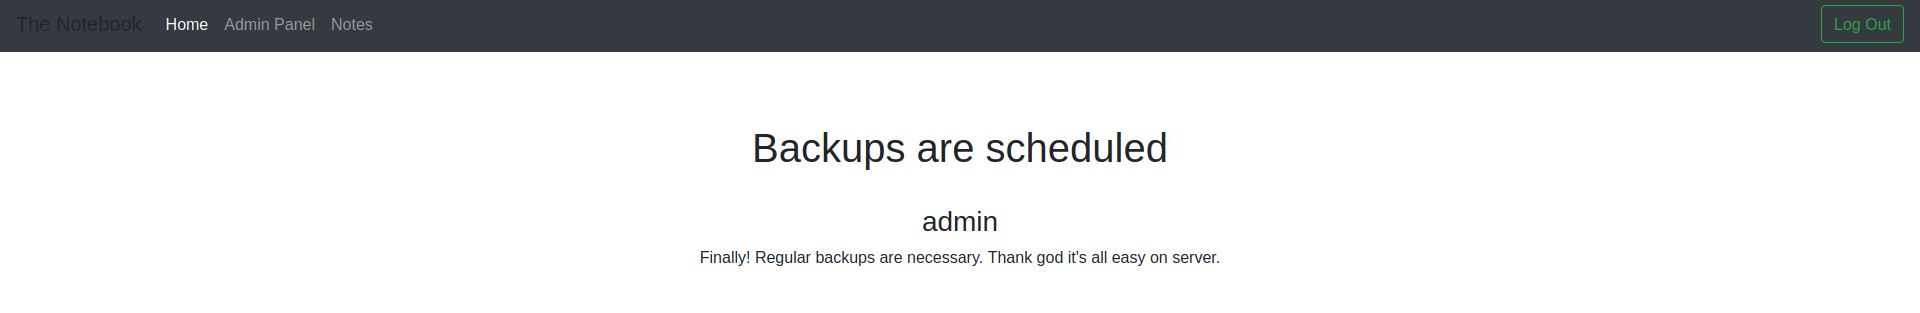 The Notebook Home Admin Panel Notes Log Out
Backups are scheduled
admin
Finally! Regular backups are necessary. Thank god it's all easy on server.